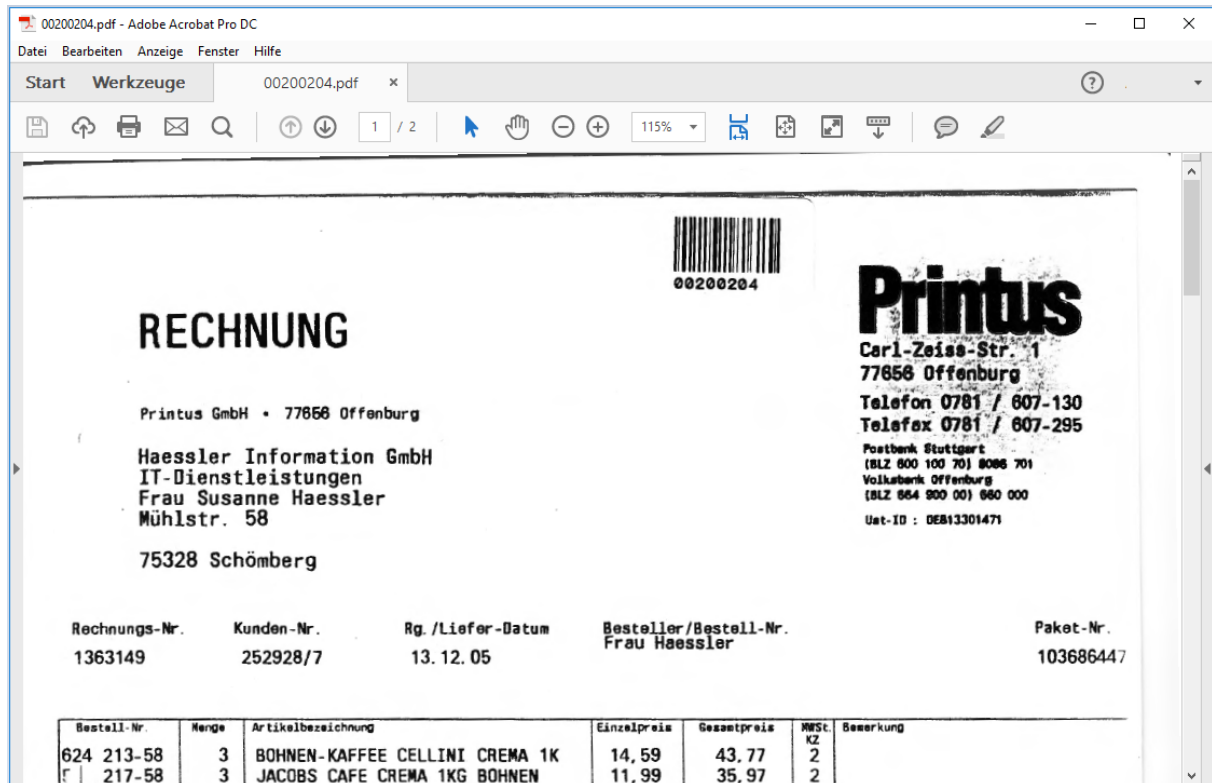 00200204.pdf - Adobe Acrobat Pro DC
Datei Bearbeiten Anzeige Fenster Hilfe
Start Werkzeuge 00200204.pdf ×
1 / 2 115%
00200204
Printus
Carl-Zeiss-Str. 1
77656 Offenburg
Telefon 0781 / 607-130
Telefax 0781 / 607-295
Postbank Stuttgart
(BLZ 600 100 70) 8086 701
Volksbank Offenburg
(BLZ 664 900 00) 660 000
Ust-ID : DE813301471
RECHNUNG
Printus GmbH • 77656 Offenburg
Haessler Information GmbH
IT-Dienstleistungen
Frau Susanne Haessler
Mühlstr. 58
75328 Schömberg
Rechnungs-Nr. Kunden-Nr. Rg./Liefer-Datum Besteller/Bestell-Nr. Paket-Nr.
Frau Haessler
1363149 252928/7 13.12.05 103686447
Bestell-Nr. Menge Artikelbezeichnung Einzelpreis Gesamtpreis MWSt. KZ Bemerkung
624 213-58 3 BOHNEN-KAFFEE CELLINI CREMA 1K 14,59 43,77 2
217-58 3 JACOBS CAFE CREMA 1KG BOHNEN 11,99 35,97 2